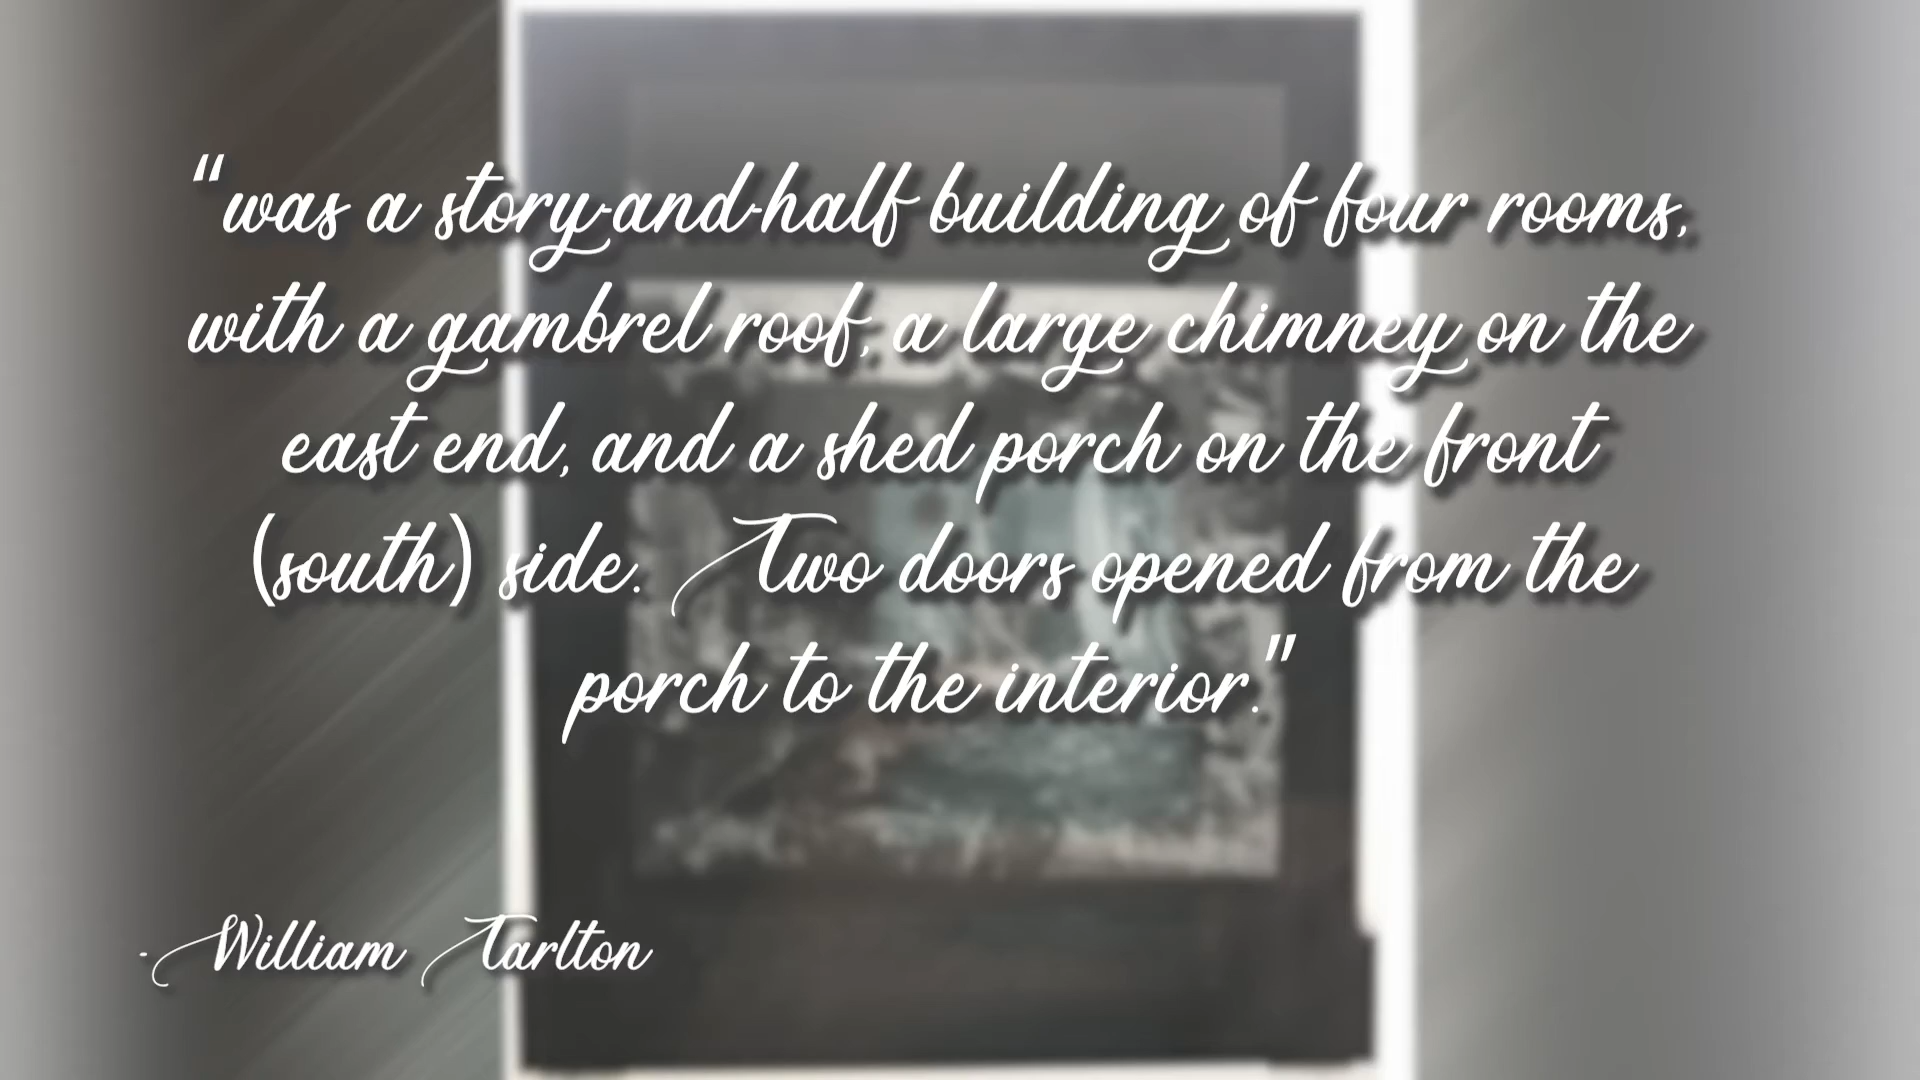 "was a story-and-half building of four rooms,
with a gambrel roof, a large chimney on the
east end, and a shed porch on the front
(south) side. Two doors opened from the
porch to the interior."
- William Tarlton